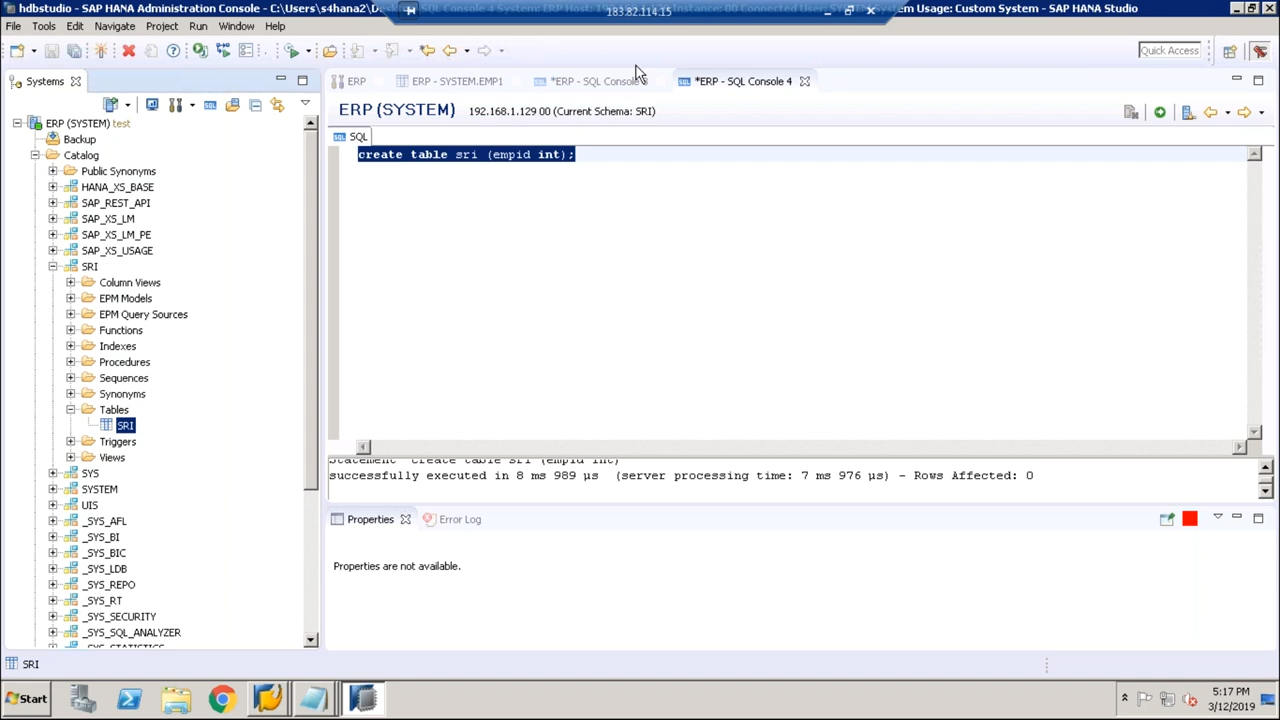 hdbstudio - SAP HANA Administration Console - C:\Users\s4hana2\
183.82.114.15
System Usage: Custom System - SAP HANA Studio
File Tools Edit Navigate Project Run Window Help
Quick Access
Systems
ERP
ERP - SYSTEM.EMP1
*ERP - SQL Console
*ERP - SQL Console 4
ERP (SYSTEM) test
ERP (SYSTEM) 192.168.1.129 00 (Current Schema: SRI)
SQL
create table sri (empid int);
Backup
Catalog
Public Synonyms
HANA_XS_BASE
SAP_REST_API
SAP_XS_LM
SAP_XS_LM_PE
SAP_XS_USAGE
SRI
Column Views
EPM Models
EPM Query Sources
Functions
Indexes
Procedures
Sequences
Synonyms
Tables
SRI
Triggers
Views
SYS
SYSTEM
UIS
_SYS_AFL
_SYS_BI
_SYS_BIC
_SYS_LDB
_SYS_REPO
_SYS_RT
_SYS_SECURITY
_SYS_SQL_ANALYZER
Statement 'create table sri (empid int)'
successfully executed in 8 ms 989 µs (server processing time: 7 ms 976 µs) - Rows Affected: 0
Properties
Error Log
Properties are not available.
SRI
Start
5:17 PM
3/12/2019